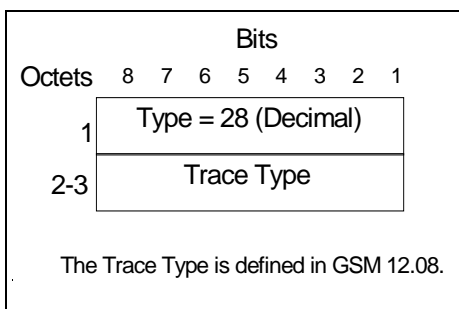 Bits
Octets 8 7 6 5 4 3 2 1
1 Type = 28 (Decimal)
2-3 Trace Type
The Trace Type is defined in GSM 12.08.